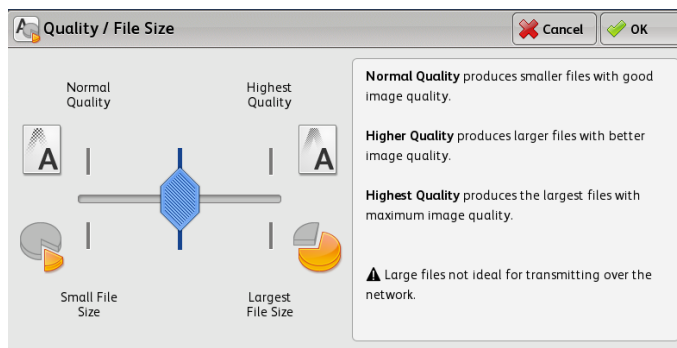 Quality / File Size
Cancel
OK
Normal
Quality
Highest
Quality
A
A
Small File
Size
Largest
File Size
Normal Quality produces smaller files with good
image quality.
Higher Quality produces larger files with better
image quality.
Highest Quality produces the largest files with
maximum image quality.
Large files not ideal for transmitting over the
network.